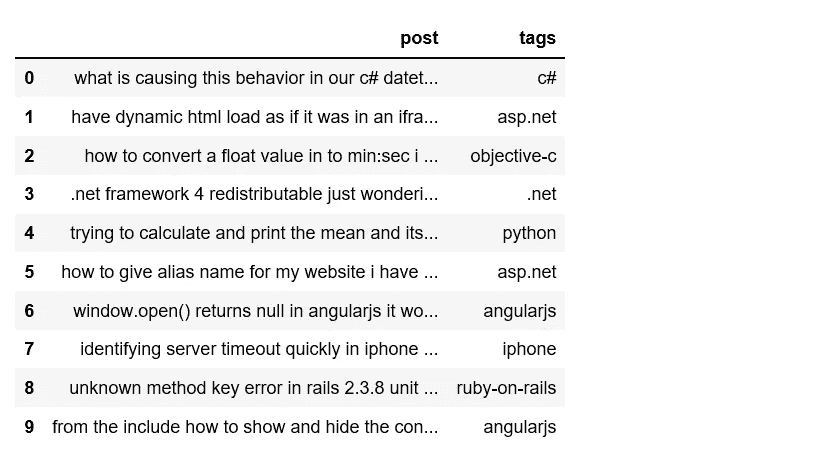 post tags
0 what is causing this behavior in our c# datet... c#
1 have dynamic html load as if it was in an ifra... asp.net
2 how to convert a float value in to min:sec i ... objective-c
3 .net framework 4 redistributable just wonderi... .net
4 trying to calculate and print the mean and its... python
5 how to give alias name for my website i have ... asp.net
6 window.open() returns null in angularjs it wo... angularjs
7 identifying server timeout quickly in iphone ... iphone
8 unknown method key error in rails 2.3.8 unit ... ruby-on-rails
9 from the include how to show and hide the con... angularjs